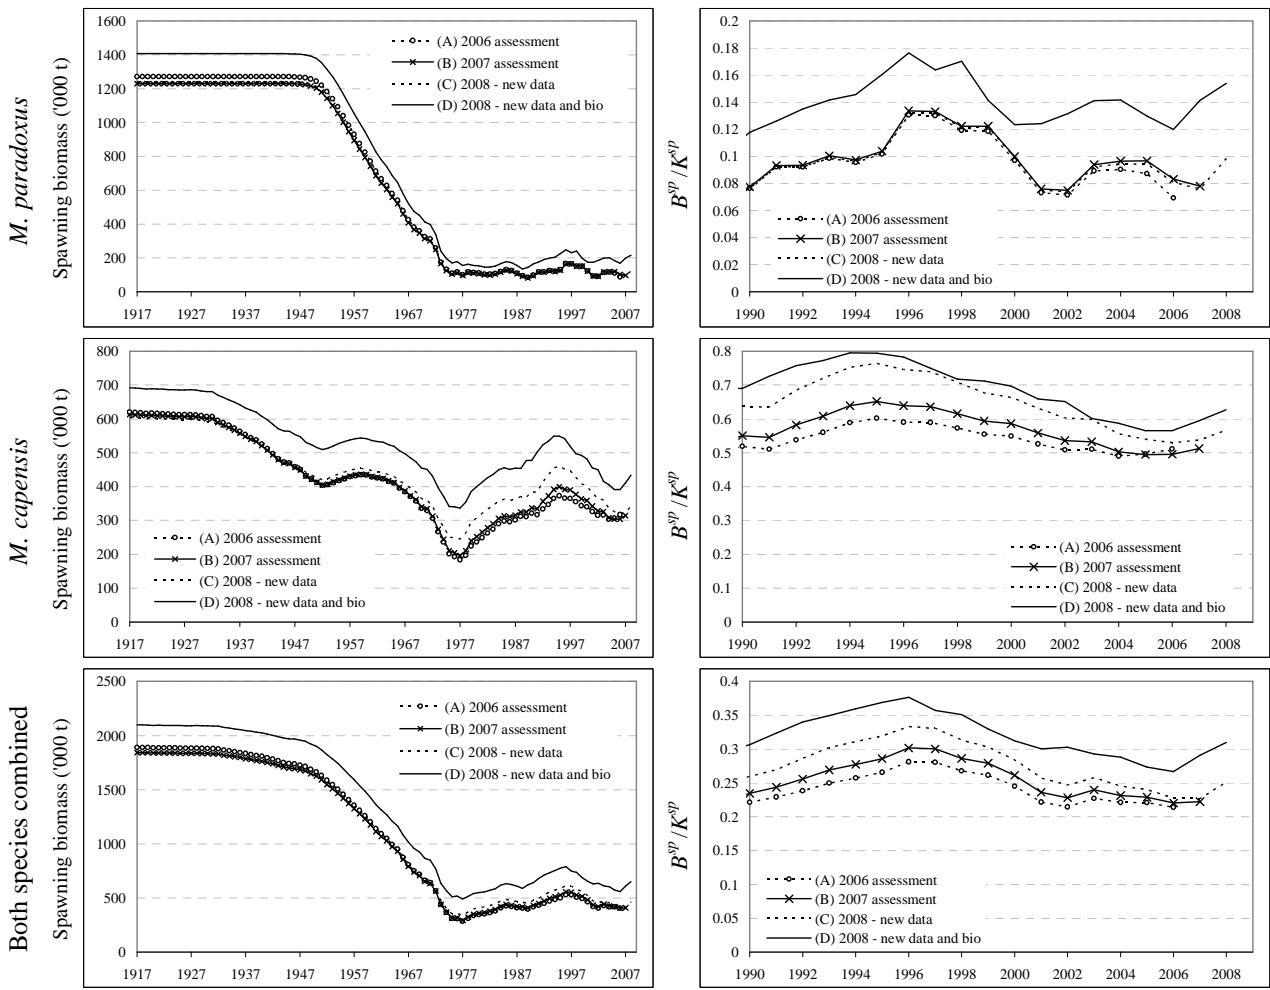 M. paradoxus
Spawning biomass ('000 t)
1600
1400
1200
1000
800
600
400
200
0
1917 1927 1937 1947 1957 1967 1977 1987 1997 2007
(A) 2006 assessment
(B) 2007 assessment
(C) 2008 - new data
(D) 2008 - new data and bio
B^sp/K^sp
0.2
0.18
0.16
0.14
0.12
0.1
0.08
0.06
0.04
0.02
0
1990 1992 1994 1996 1998 2000 2002 2004 2006 2008
(A) 2006 assessment
(B) 2007 assessment
(C) 2008 - new data
(D) 2008 - new data and bio
M. capensis
Spawning biomass ('000 t)
800
700
600
500
400
300
200
100
0
1917 1927 1937 1947 1957 1967 1977 1987 1997 2007
(A) 2006 assessment
(B) 2007 assessment
(C) 2008 - new data
(D) 2008 - new data and bio
B^sp/K^sp
0.8
0.7
0.6
0.5
0.4
0.3
0.2
0.1
0
1990 1992 1994 1996 1998 2000 2002 2004 2006 2008
(A) 2006 assessment
(B) 2007 assessment
(C) 2008 - new data
(D) 2008 - new data and bio
Both species combined
Spawning biomass ('000 t)
2500
2000
1500
1000
500
0
1917 1927 1937 1947 1957 1967 1977 1987 1997 2007
(A) 2006 assessment
(B) 2007 assessment
(C) 2008 - new data
(D) 2008 - new data and bio
B^sp/K^sp
0.4
0.35
0.3
0.25
0.2
0.15
0.1
0.05
0
1990 1992 1994 1996 1998 2000 2002 2004 2006 2008
(A) 2006 assessment
(B) 2007 assessment
(C) 2008 - new data
(D) 2008 - new data and bio